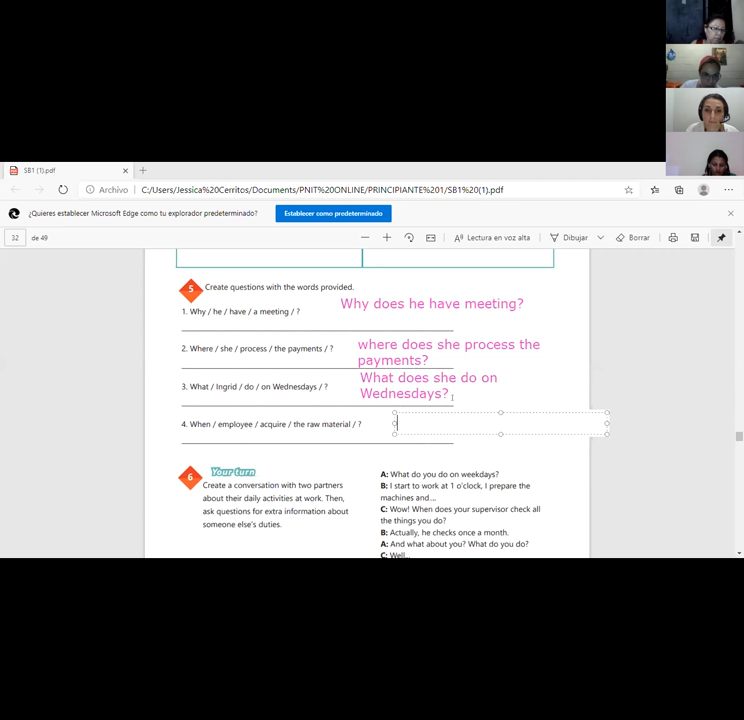 SB1 (1).pdf
Archivo
C:/Users/Jessica%20Cerritos/Documents/PNIT%20ONLINE/PRINCIPIANTE%201/SB1%20(1).pdf
¿Quieres establecer Microsoft Edge como tu explorador predeterminado?
Establecer como predeterminado
32 de 49
Lectura en voz alta
Dibujar
Borrar
5 Create questions with the words provided.
Why does he have meeting?
1. Why / he / have / a meeting / ?
2. Where / she / process / the payments / ?
where does she process the
payments?
3. What / Ingrid / do / on Wednesdays / ?
What does she do on
Wednesdays?
4. When / employee / acquire / the raw material / ?
6 Your turn
Create a conversation with two partners
about their daily activities at work. Then,
ask questions for extra information about
someone else's duties.
A: What do you do on weekdays?
B: I start to work at 1 o'clock, I prepare the
machines and....
C: Wow! When does your supervisor check all
the things you do?
B: Actually, he checks once a month.
A: And what about you? What do you do?
C: Well...